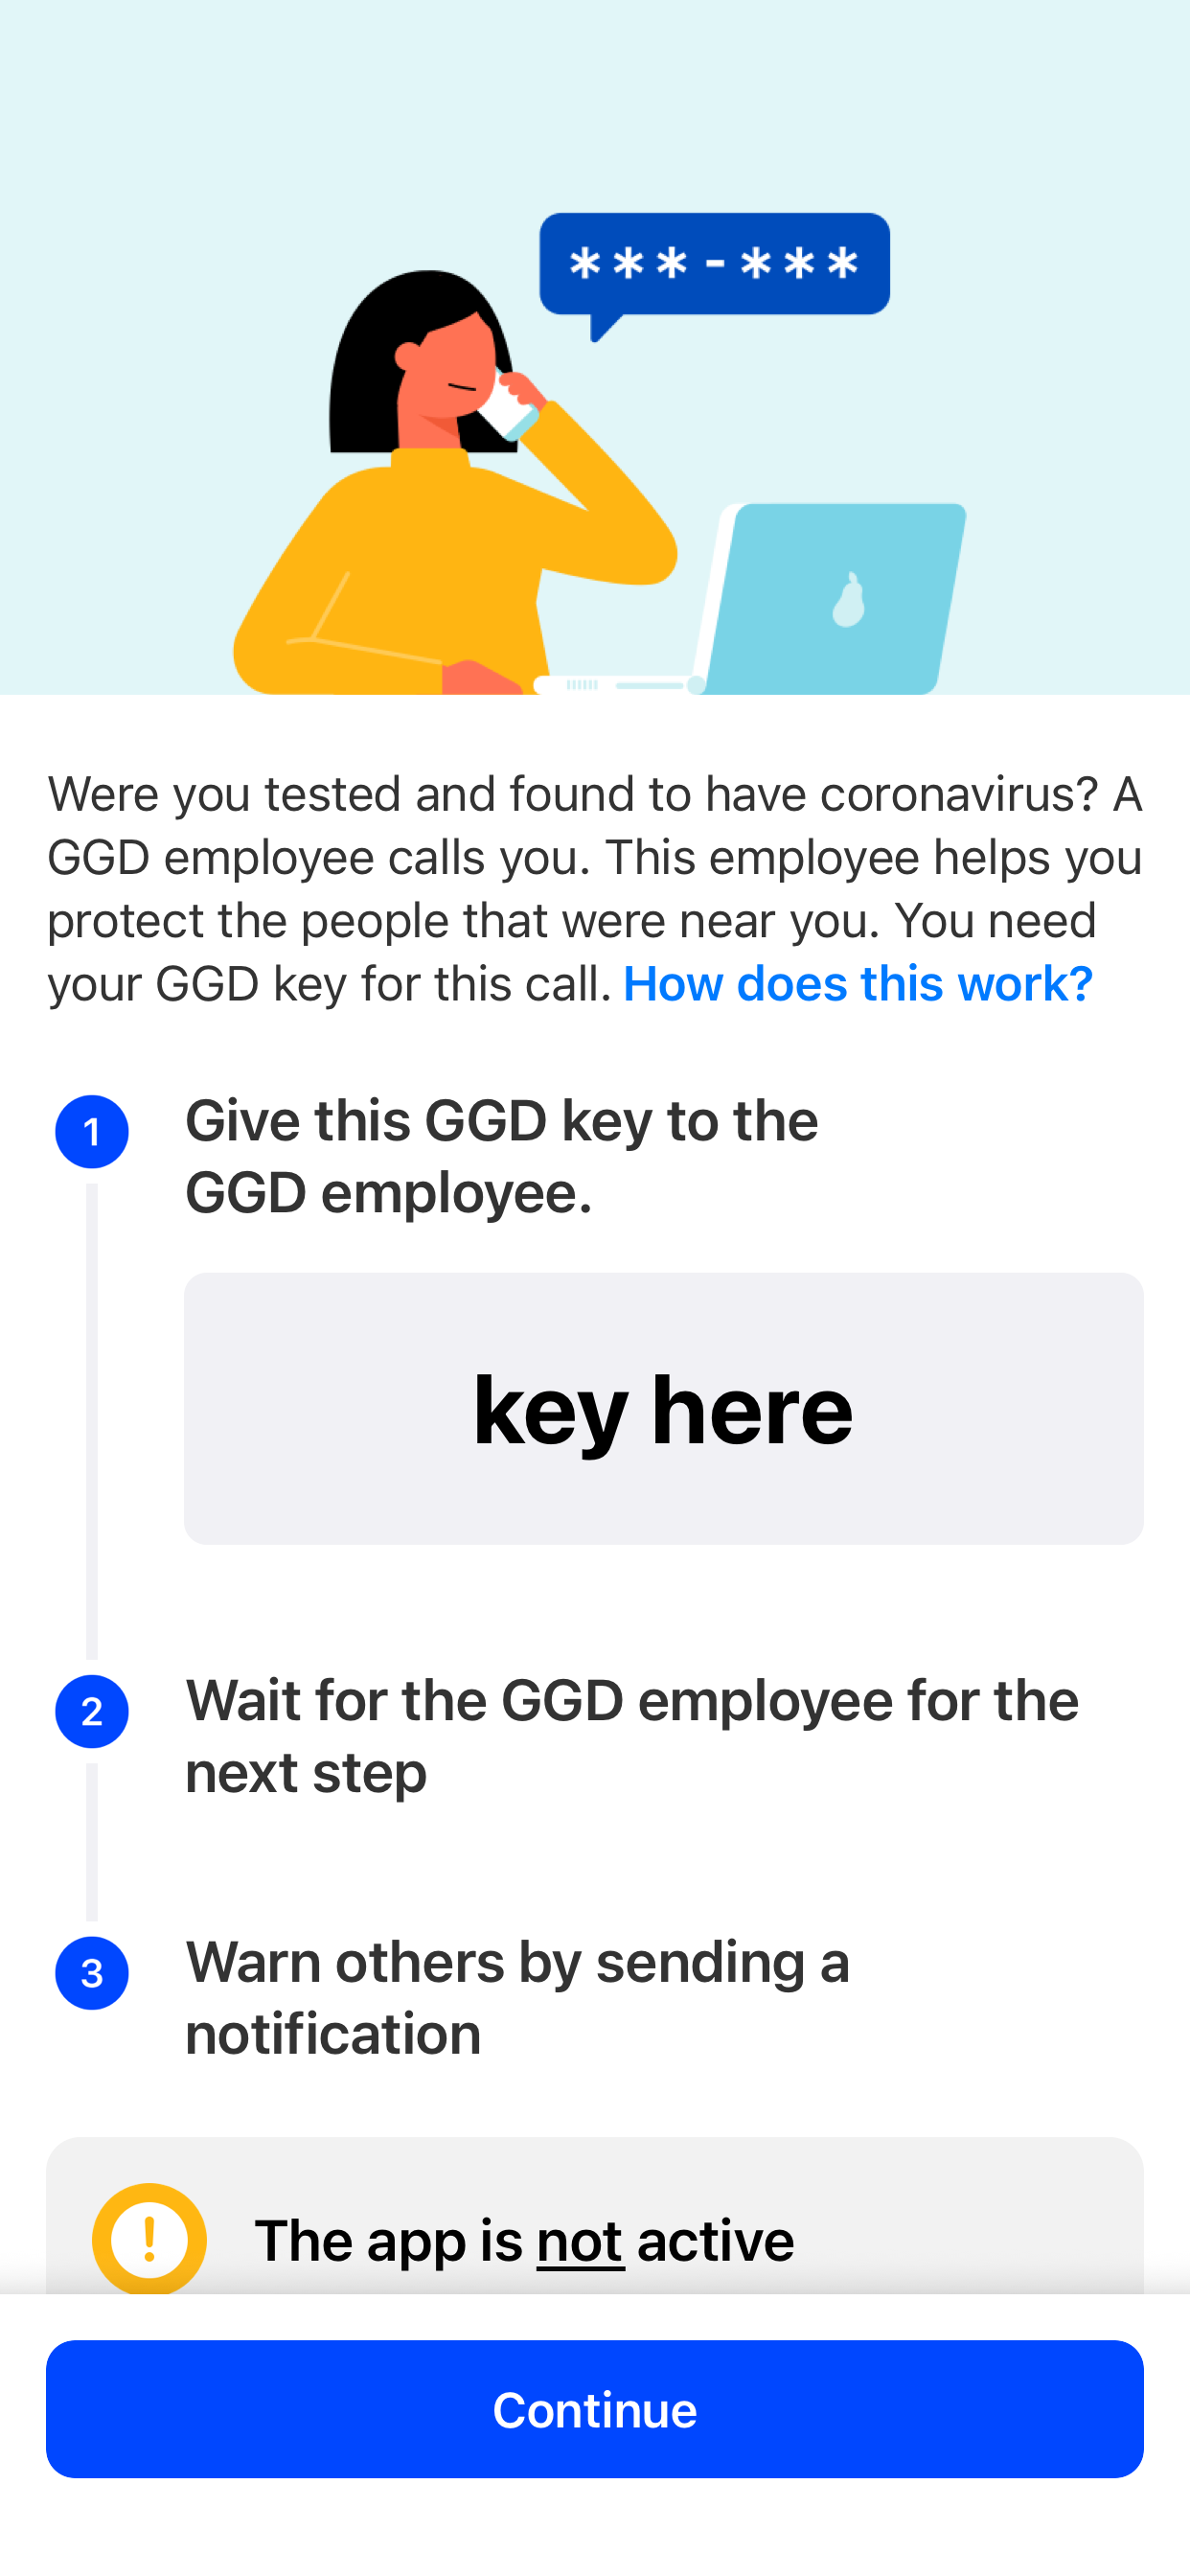 ***-***
Were you tested and found to have coronavirus? A
GGD employee calls you. This employee helps you
protect the people that were near you. You need
your GGD key for this call. How does this work?
1
Give this GGD key to the
GGD employee.
key here
2
Wait for the GGD employee for the
next step
3
Warn others by sending a
notification
!
The app is not active
Continue